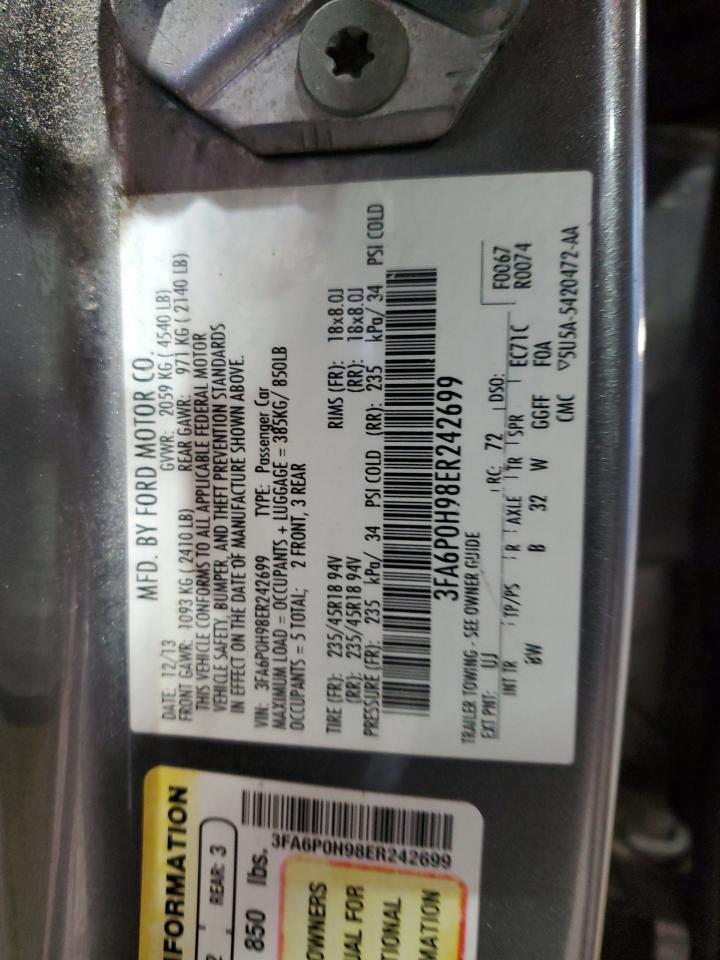 MFD. BY FORD MOTOR CO.
DATE: 12/13 GVWR: 2059 KG ( 4540 LB)
FRONT GAWR: 1093 KG ( 2410 LB) REAR GAWR: 971 KG ( 2140 LB)
THIS VEHICLE CONFORMS TO ALL APPLICABLE FEDERAL MOTOR
VEHICLE SAFETY, BUMPER, AND THEFT PREVENTION STANDARDS
IN EFFECT ON THE DATE OF MANUFACTURE SHOWN ABOVE.
VIN: 3FA6P0H98ER242699 TYPE: Passenger Car
MAXIMUM LOAD = OCCUPANTS + LUGGAGE = 385KG/ 850LB
OCCUPANTS = 5 TOTAL; 2 FRONT, 3 REAR
TIRE (FR): 235/45R18 94V RIMS (FR): 18x8.0J
(RR): 235/45R18 94V (RR): 18x8.0J
PRESSURE (FR): 235 kPa/ 34 PSI COLD (RR): 235 kPa/ 34 PSI COLD
3FA6P0H98ER242699
TRAILER TOWING - SEE OWNER GUIDE
EXT PNT: UJ RC: 72 DSO: F0067
R0074
INT TR TP/PS R AXLE TR SPR EC71C
8W B 32 W GGFF F0A
CMC ▽5U5A-5420472-AA
FORMATION
REAR: 3
850 lbs.
3FA6P0H98ER242699
OWNERS
UAL FOR
TIONAL
MATION